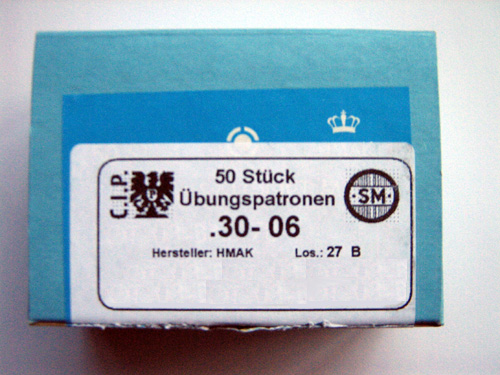 50 Stück
C.I.P.
Übungspatronen
SM
.30- 06
Hersteller: HMAK Los.: 27 B